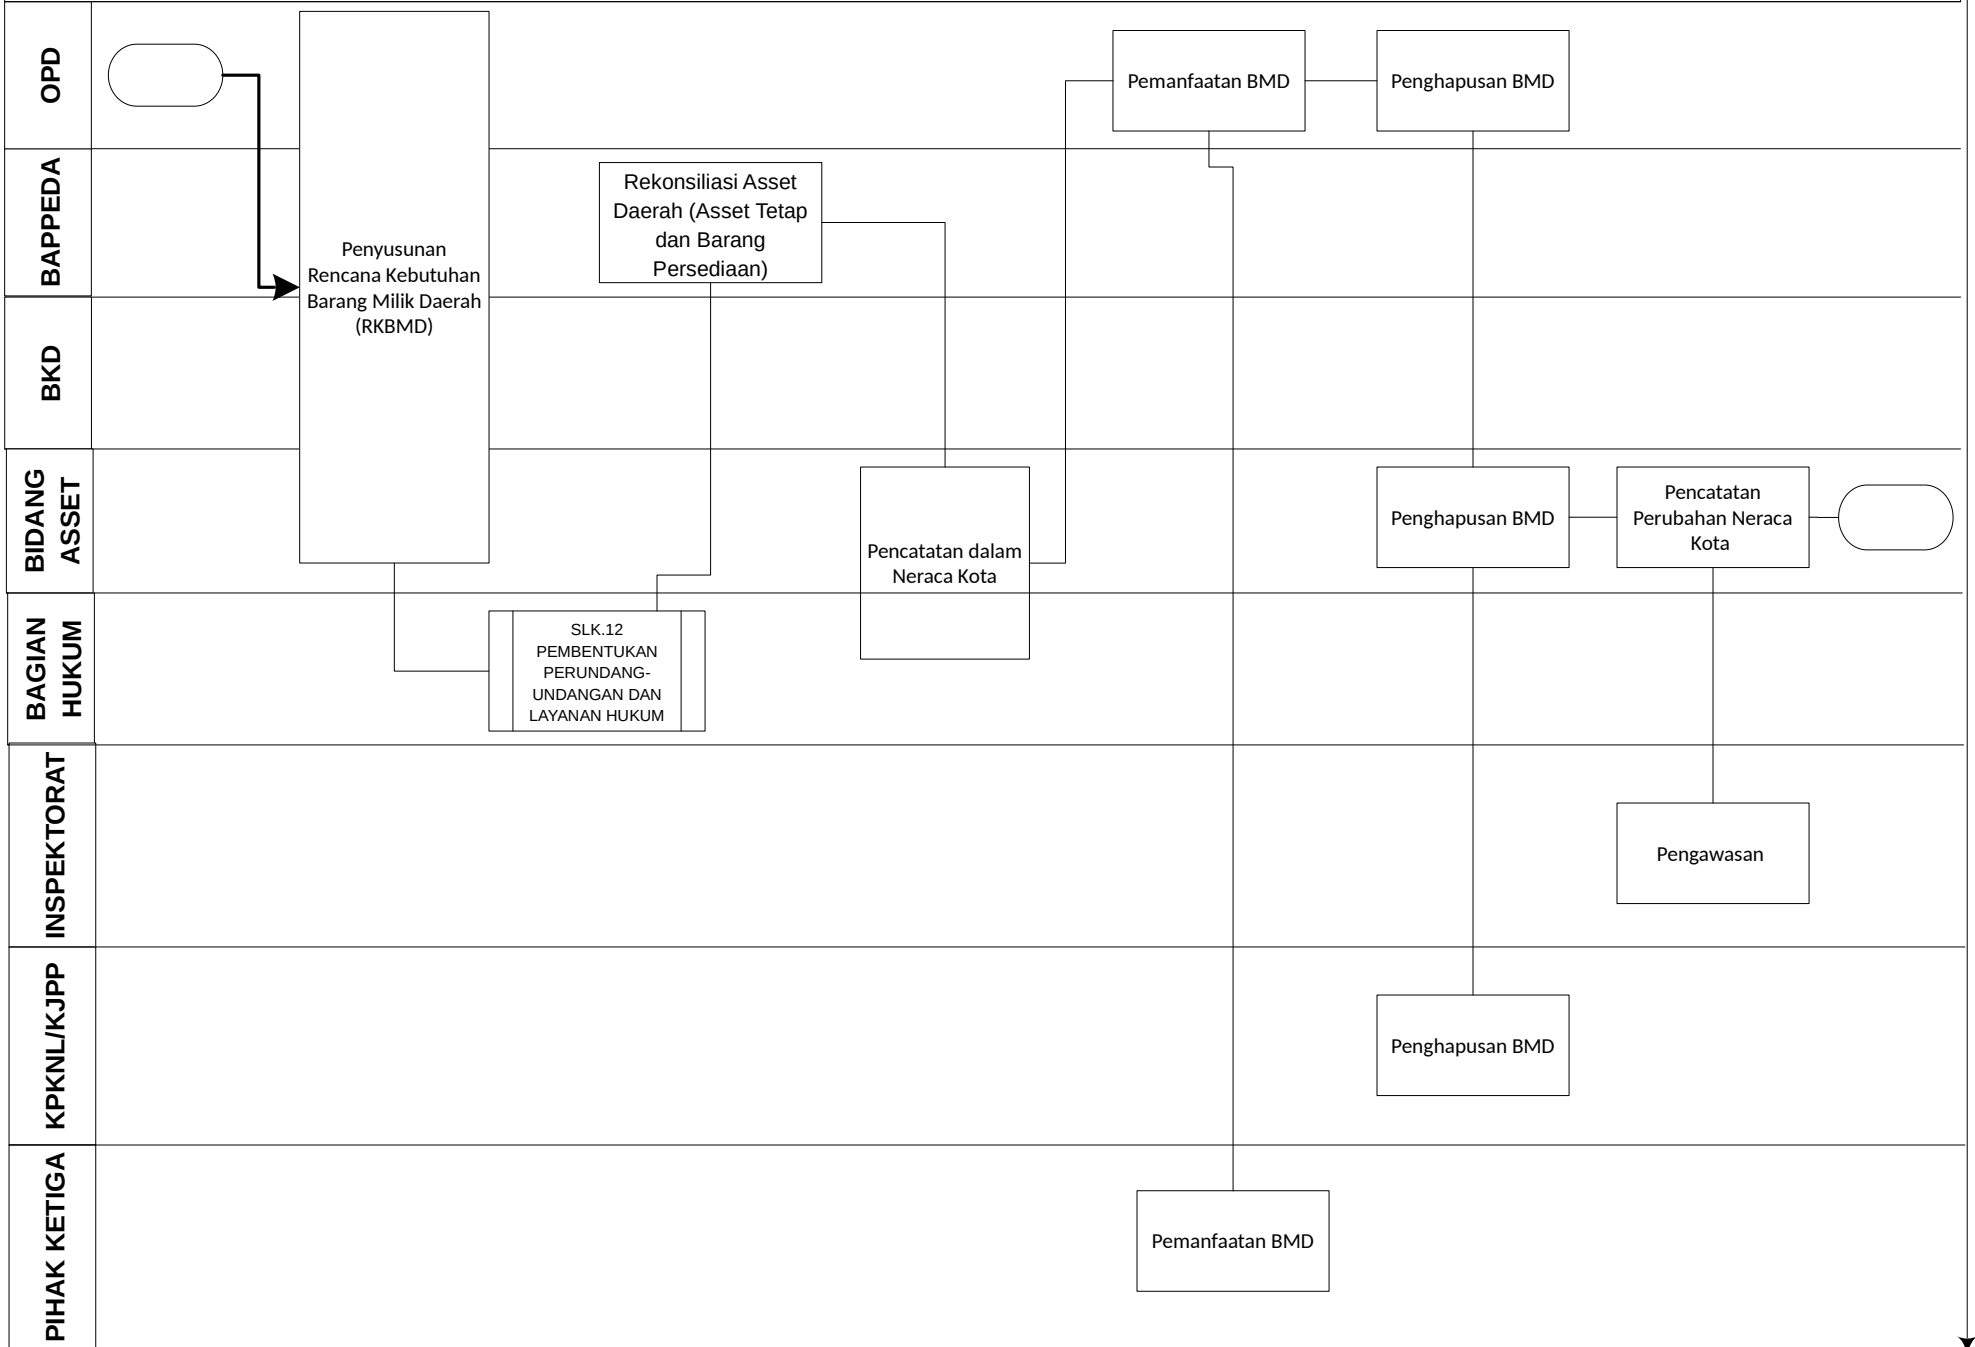 OPD
Pemanfaatan BMD
Penghapusan BMD
BAPPEDA
Rekonsiliasi Asset
Daerah (Asset Tetap
dan Barang
Persediaan)
Penyusunan
Rencana Kebutuhan
Barang Milik Daerah
(RKBMD)
BKD
BIDANG
ASSET
Pencatatan dalam
Neraca Kota
Penghapusan BMD
Pencatatan
Perubahan Neraca
Kota
BAGIAN
HUKUM
SLK.12
PEMBENTUKAN
PERUNDANG-
UNDANGAN DAN
LAYANAN HUKUM
INSPEKTORAT
Pengawasan
KPKNL/KJPP
Penghapusan BMD
PIHAK KETIGA
Pemanfaatan BMD